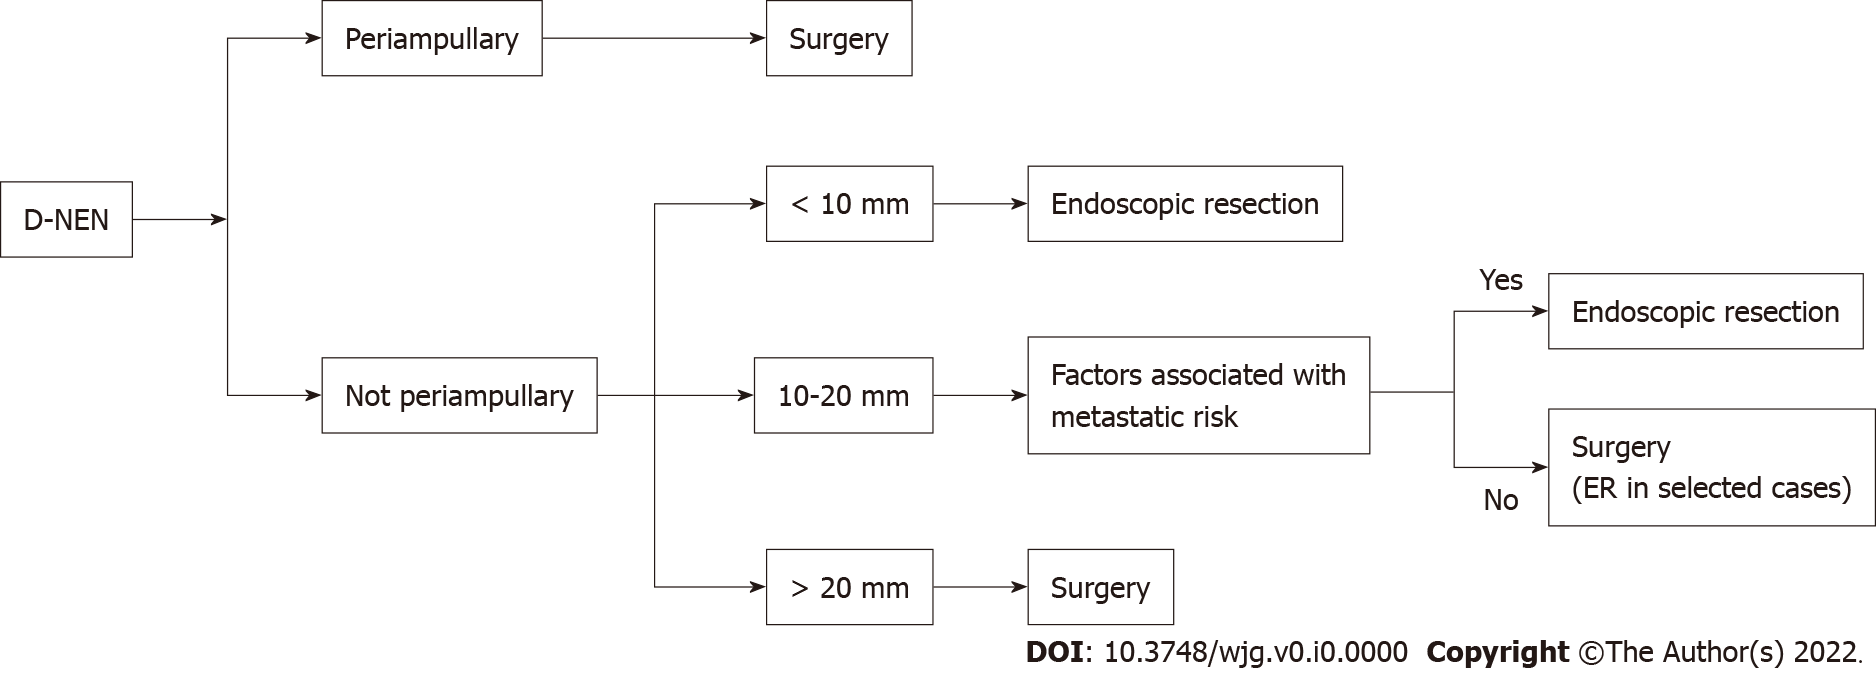 D-NEN
Periampullary
Surgery
Not periampullary
< 10 mm
Endoscopic resection
10-20 mm
Factors associated with
metastatic risk
Yes
Endoscopic resection
No
Surgery
(ER in selected cases)
> 20 mm
Surgery
DOI: 10.3748/wjg.v0.i0.0000 Copyright ©The Author(s) 2022.